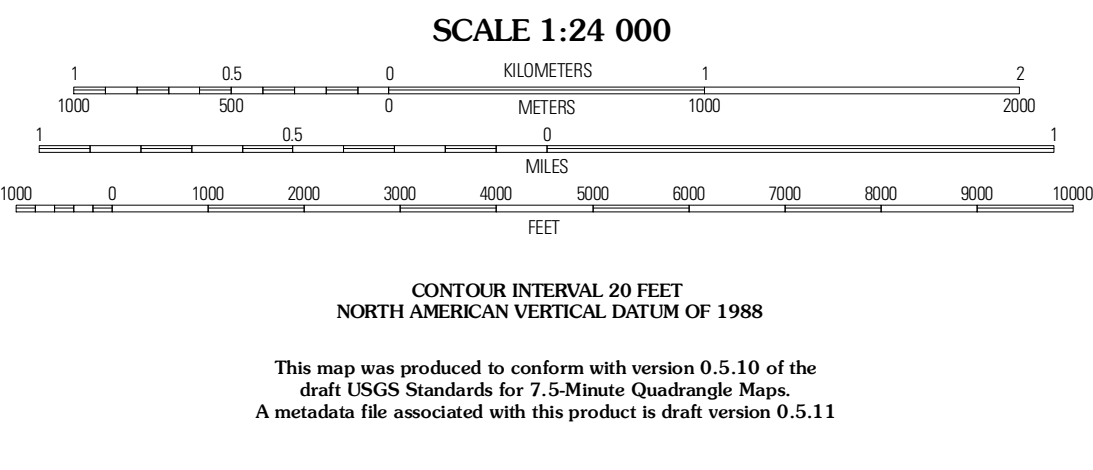 SCALE 1:24 000
1 0.5 0 KILOMETERS 1 2
1000 500 0 METERS 1000 2000
1 0.5 0 1
MILES
1000 0 1000 2000 3000 4000 5000 6000 7000 8000 9000 10000
FEET
CONTOUR INTERVAL 20 FEET
NORTH AMERICAN VERTICAL DATUM OF 1988
This map was produced to conform with version 0.5.10 of the
draft USGS Standards for 7.5-Minute Quadrangle Maps.
A metadata file associated with this product is draft version 0.5.11